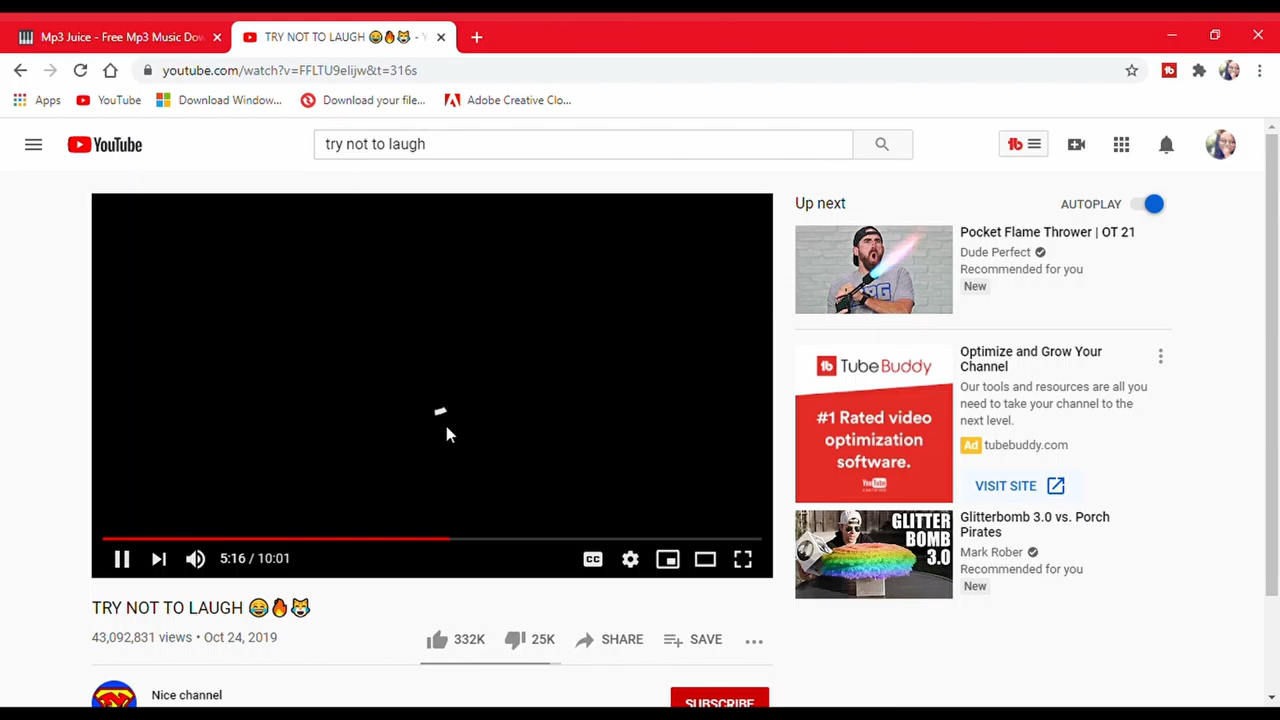 Mp3 Juice - Free Mp3 Music Dow
TRY NOT TO LAUGH 😂🔥😹 - Y
youtube.com/watch?v=FFLTU9elijw&t=316s
Apps
YouTube
Download Window...
Download your file...
Adobe Creative Clo...
YouTube
try not to laugh
tb
Up next
AUTOPLAY
Pocket Flame Thrower | OT 21
Dude Perfect
Recommended for you
New
TubeBuddy
#1 Rated video
optimization
software.
YouTube
Optimize and Grow Your
Channel
Our tools and resources are all you
need to take your channel to the
next level.
Ad tubebuddy.com
VISIT SITE
GLITTER
BOMB
3.0
Glitterbomb 3.0 vs. Porch
Pirates
Mark Rober
Recommended for you
New
5:16 / 10:01
CC
TRY NOT TO LAUGH 😂🔥😹
43,092,831 views • Oct 24, 2019
332K
25K
SHARE
SAVE
Nice channel
SUBSCRIBE